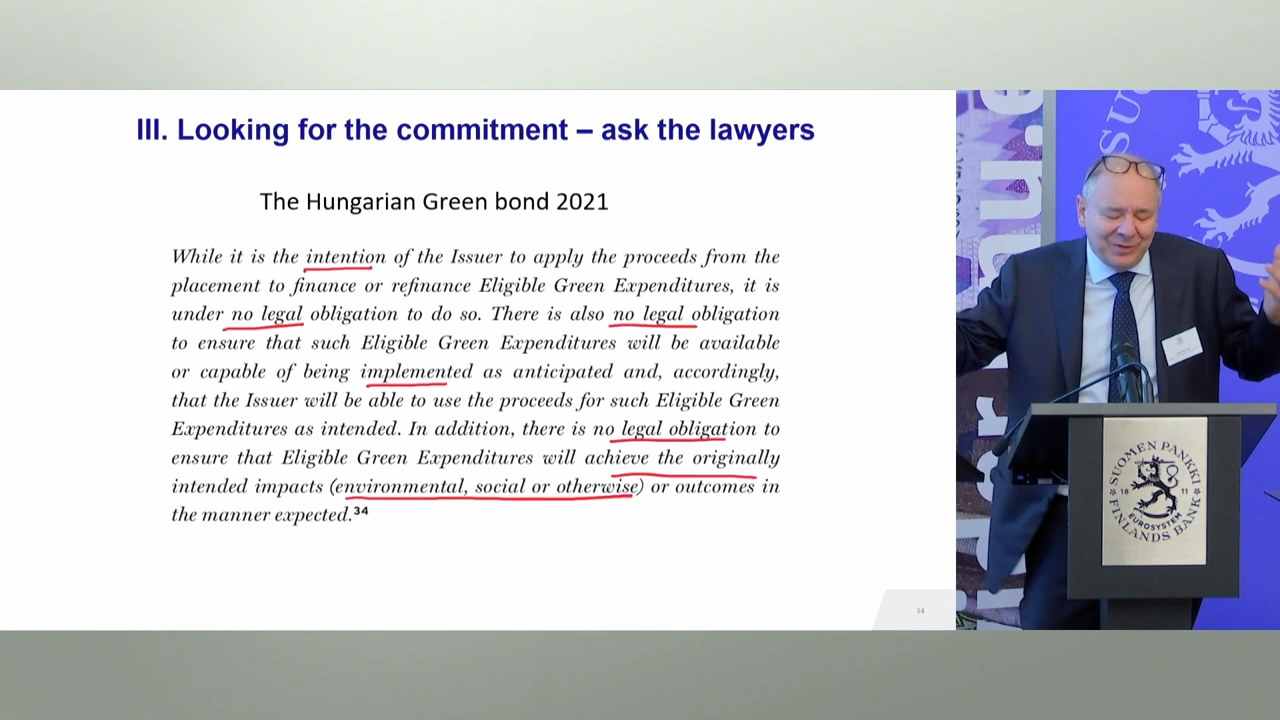 III. Looking for the commitment – ask the lawyers
The Hungarian Green bond 2021
While it is the intention of the Issuer to apply the proceeds from the
placement to finance or refinance Eligible Green Expenditures, it is
under no legal obligation to do so. There is also no legal obligation
to ensure that such Eligible Green Expenditures will be available
or capable of being implemented as anticipated and, accordingly,
that the Issuer will be able to use the proceeds for such Eligible Green
Expenditures as intended. In addition, there is no legal obligation to
ensure that Eligible Green Expenditures will achieve the originally
intended impacts (environmental, social or otherwise) or outcomes in
the manner expected.³⁴
34
SUO
SUOMEN PANKKI
18 11
EUROSYSTEM
FINLANDS BANK